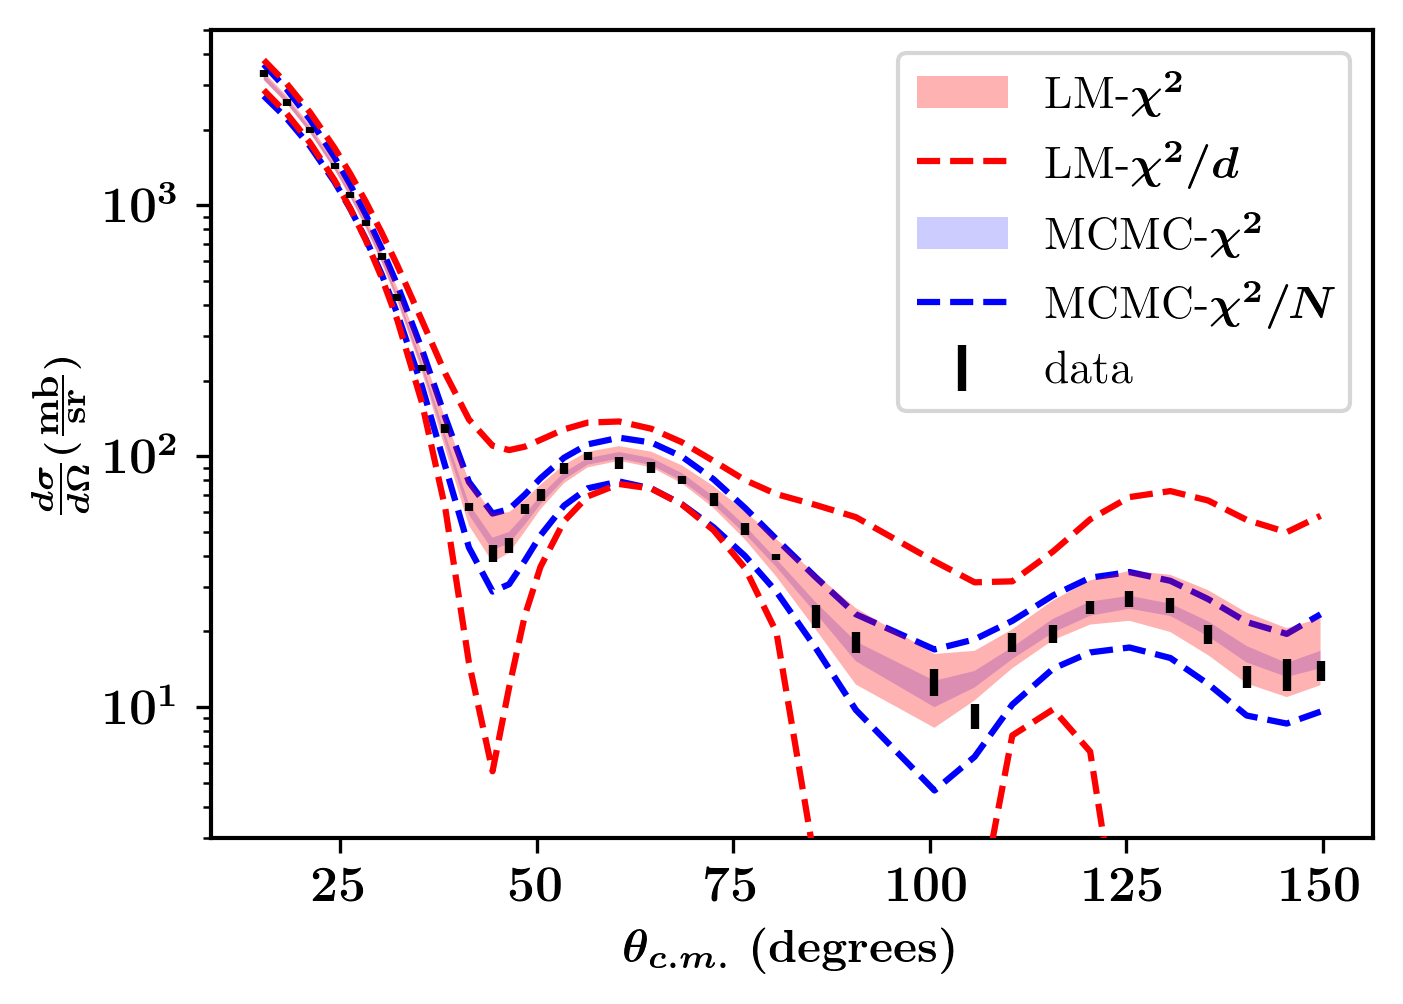 LM-χ²
LM-χ²/d
MCMC-χ²
MCMC-χ²/N
data
10³
10²
10¹
dσ/dΩ (mb/sr)
25 50 75 100 125 150
θc.m. (degrees)